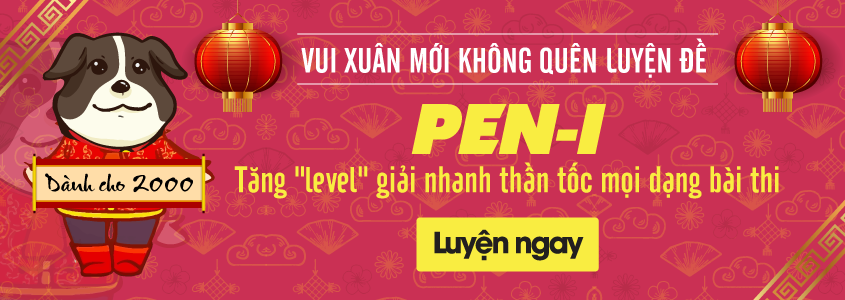 VUI XUÂN MỚI KHÔNG QUÊN LUYỆN ĐỀ
PEN-I
Tăng "level" giải nhanh thần tốc mọi dạng bài thi
Dành cho 2000
Luyện ngay